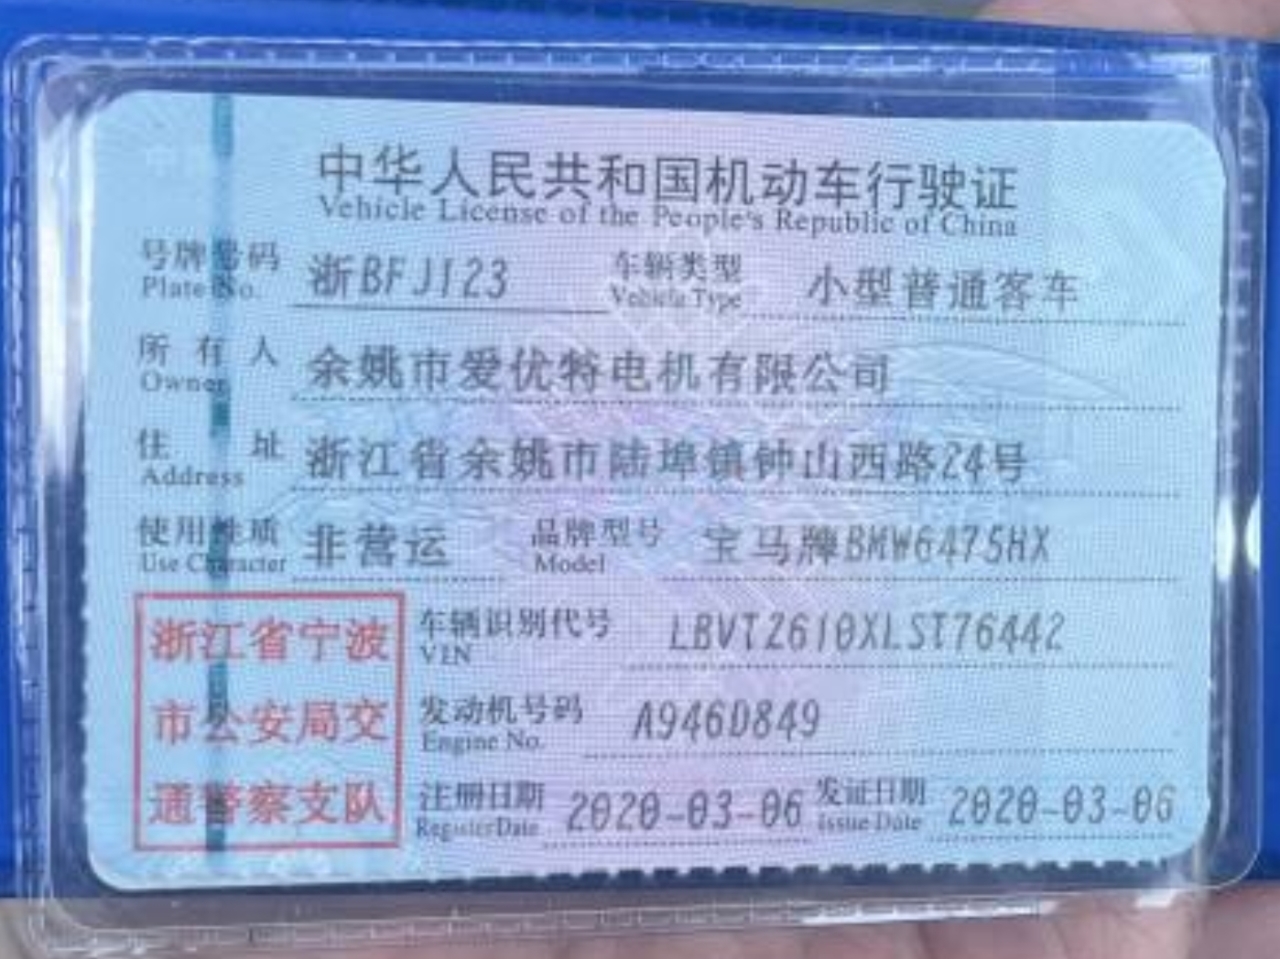 中华人民共和国机动车行驶证
Vehicle License of the People's Republic of China
号牌号码 浙BFJ123 车辆类型 小型普通客车
Plate No. Vehicle Type
所有人 余姚市爱优特电机有限公司
Owner
住址 浙江省余姚市陆埠镇钟山西路24号
Address
使用性质 非营运 品牌型号 宝马牌BMW6475HX
Use Character Model
浙江省宁波
市公安局交
通警察支队
车辆识别代号 LBVTZ610XLST76442
VIN
发动机号码 A946D849
Engine No.
注册日期 2020-03-06 发证日期 2020-03-06
Register Date Issue Date